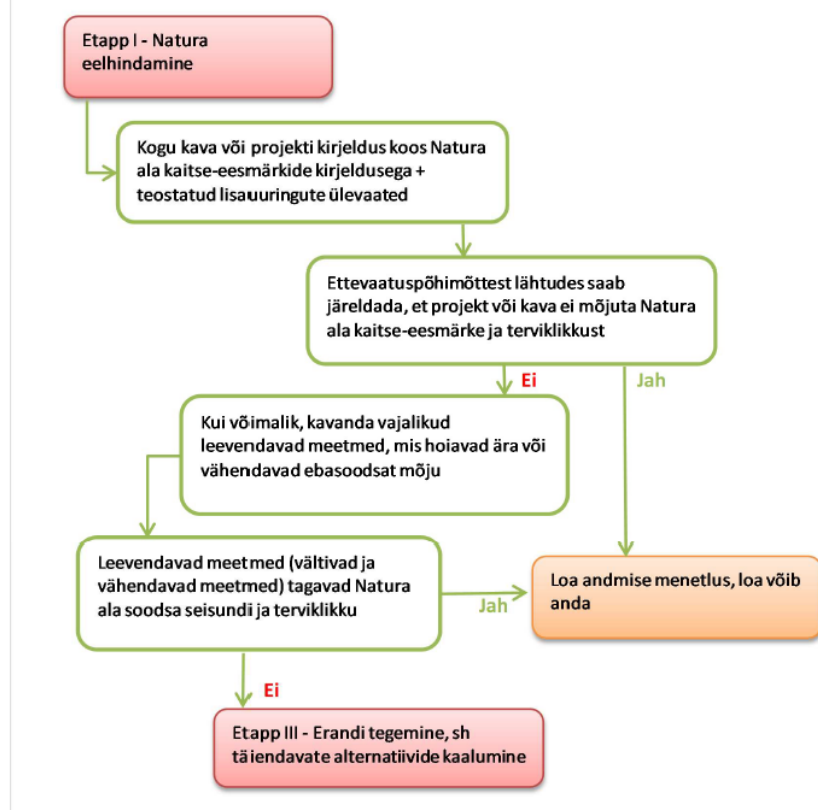 Etapp I - Natura
eelhindamine
Kogu kava või projekti kirjeldus koos Natura
ala kaitse-eesmärkide kirjeldusega +
teostatud lisauuringute ülevaated
Ettevaatuspõhimõttest lähtudes saab
järeldada, et projekt või kava ei mõjuta Natura
ala kaitse-eesmärke ja terviklikkust
Ei
Jah
Kui võimalik, kavanda vajalikud
leevendavad meetmed, mis hoiavad ära või
vähendavad ebasoodsat mõju
Leevendavad meetmed (vältivad ja
vähendavad meetmed) tagavad Natura
ala soodsa seisundi ja terviklikku
Jah
Loa andmise menetlus, loa võib
anda
Ei
Etapp III - Erandi tegemine, sh
täiendavate alternatiivide kaalumine